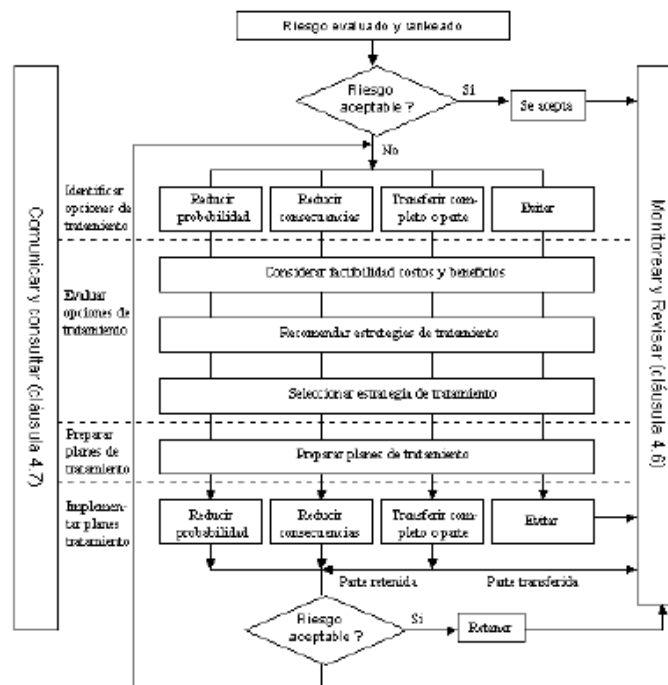 Riesgo evaluado y rankeado
Riesgo
aceptable ?
Sí
Se acepta
No
Identificar
opciones de
tratamiento
Reducir
probabilidad
Reducir
consecuencias
Transferir com-
pleto o parte
Evitar
Considerar factibilidad costos y beneficios
Evaluar
opciones de
tratamiento
Recomendar estrategias de tratamiento
Seleccionar estrategia de tratamiento
Preparar
planes de
tratamiento
Preparar planes de tratamiento
Implemen-
tar planes
tratamiento
Reducir
probabilidad
Reducir
consecuencias
Transferir com-
pleto o parte
Evitar
Parte retenida
Parte transferida
Riesgo
aceptable ?
Si
Retener
Comunicar y consultar (cláusula 4.7)
Monitorear y Revisar (cláusula 4.6)